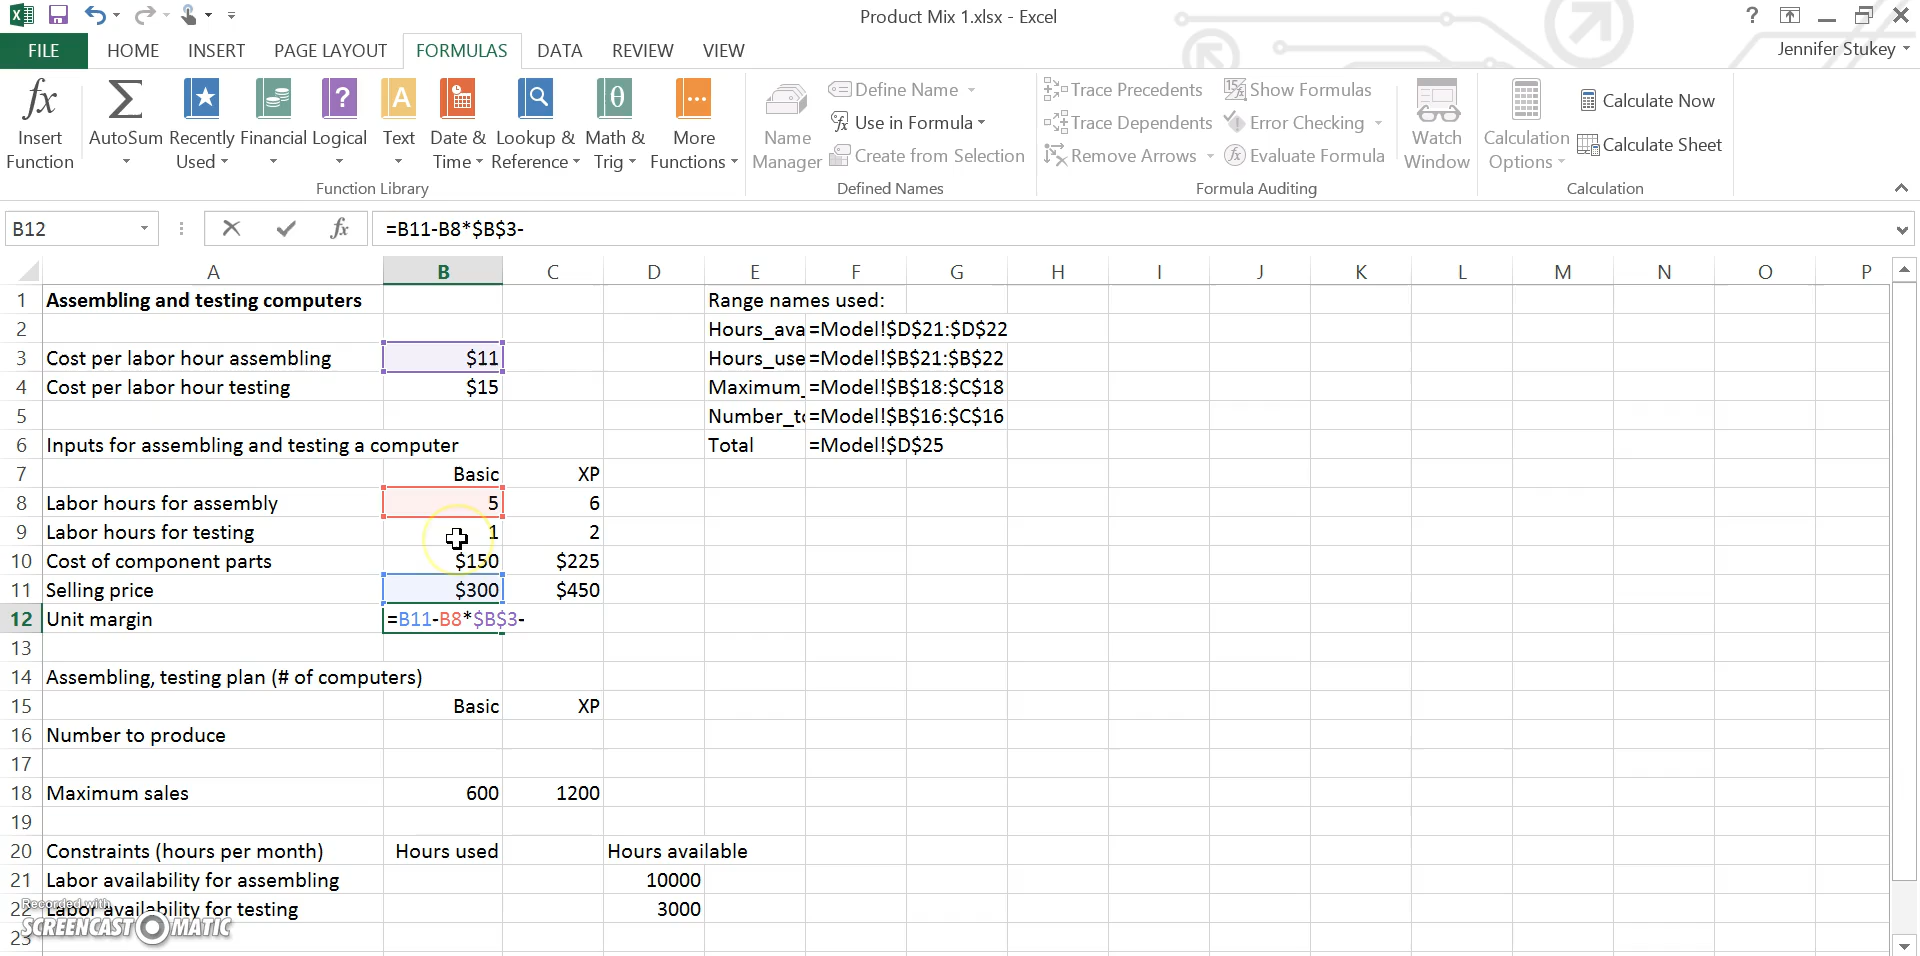 Product Mix 1.xlsx - Excel
?
FILE HOME INSERT PAGE LAYOUT FORMULAS DATA REVIEW VIEW Jennifer Stukey
fx Insert Function
Σ AutoSum
Recently Used
Financial
? Logical
A Text
Date & Time
Lookup & Reference
θ Math & Trig
More Functions
Function Library
Name Manager
Define Name
Use in Formula
Create from Selection
Defined Names
Trace Precedents
Trace Dependents
Remove Arrows
Show Formulas
Error Checking
Evaluate Formula
Watch Window
Formula Auditing
Calculation Options
Calculate Now
Calculate Sheet
Calculation
B12 fx =B11-B8*$B$3-
A B C D E F G H I J K L M N O P
1 Assembling and testing computers Range names used:
2 Hours_ava =Model!$D$21:$D$22
3 Cost per labor hour assembling $11 Hours_use =Model!$B$21:$B$22
4 Cost per labor hour testing $15 Maximum_ =Model!$B$18:$C$18
5 Number_to =Model!$B$16:$C$16
6 Inputs for assembling and testing a computer Total =Model!$D$25
7 Basic XP
8 Labor hours for assembly 5 6
9 Labor hours for testing 1 2
10 Cost of component parts $150 $225
11 Selling price $300 $450
12 Unit margin =B11-B8*$B$3-
13
14 Assembling, testing plan (# of computers)
15 Basic XP
16 Number to produce
17
18 Maximum sales 600 1200
19
20 Constraints (hours per month) Hours used Hours available
21 Labor availability for assembling 10000
22 Labor availability for testing 3000
23
Recorded with
SCREENCAST-O-MATIC